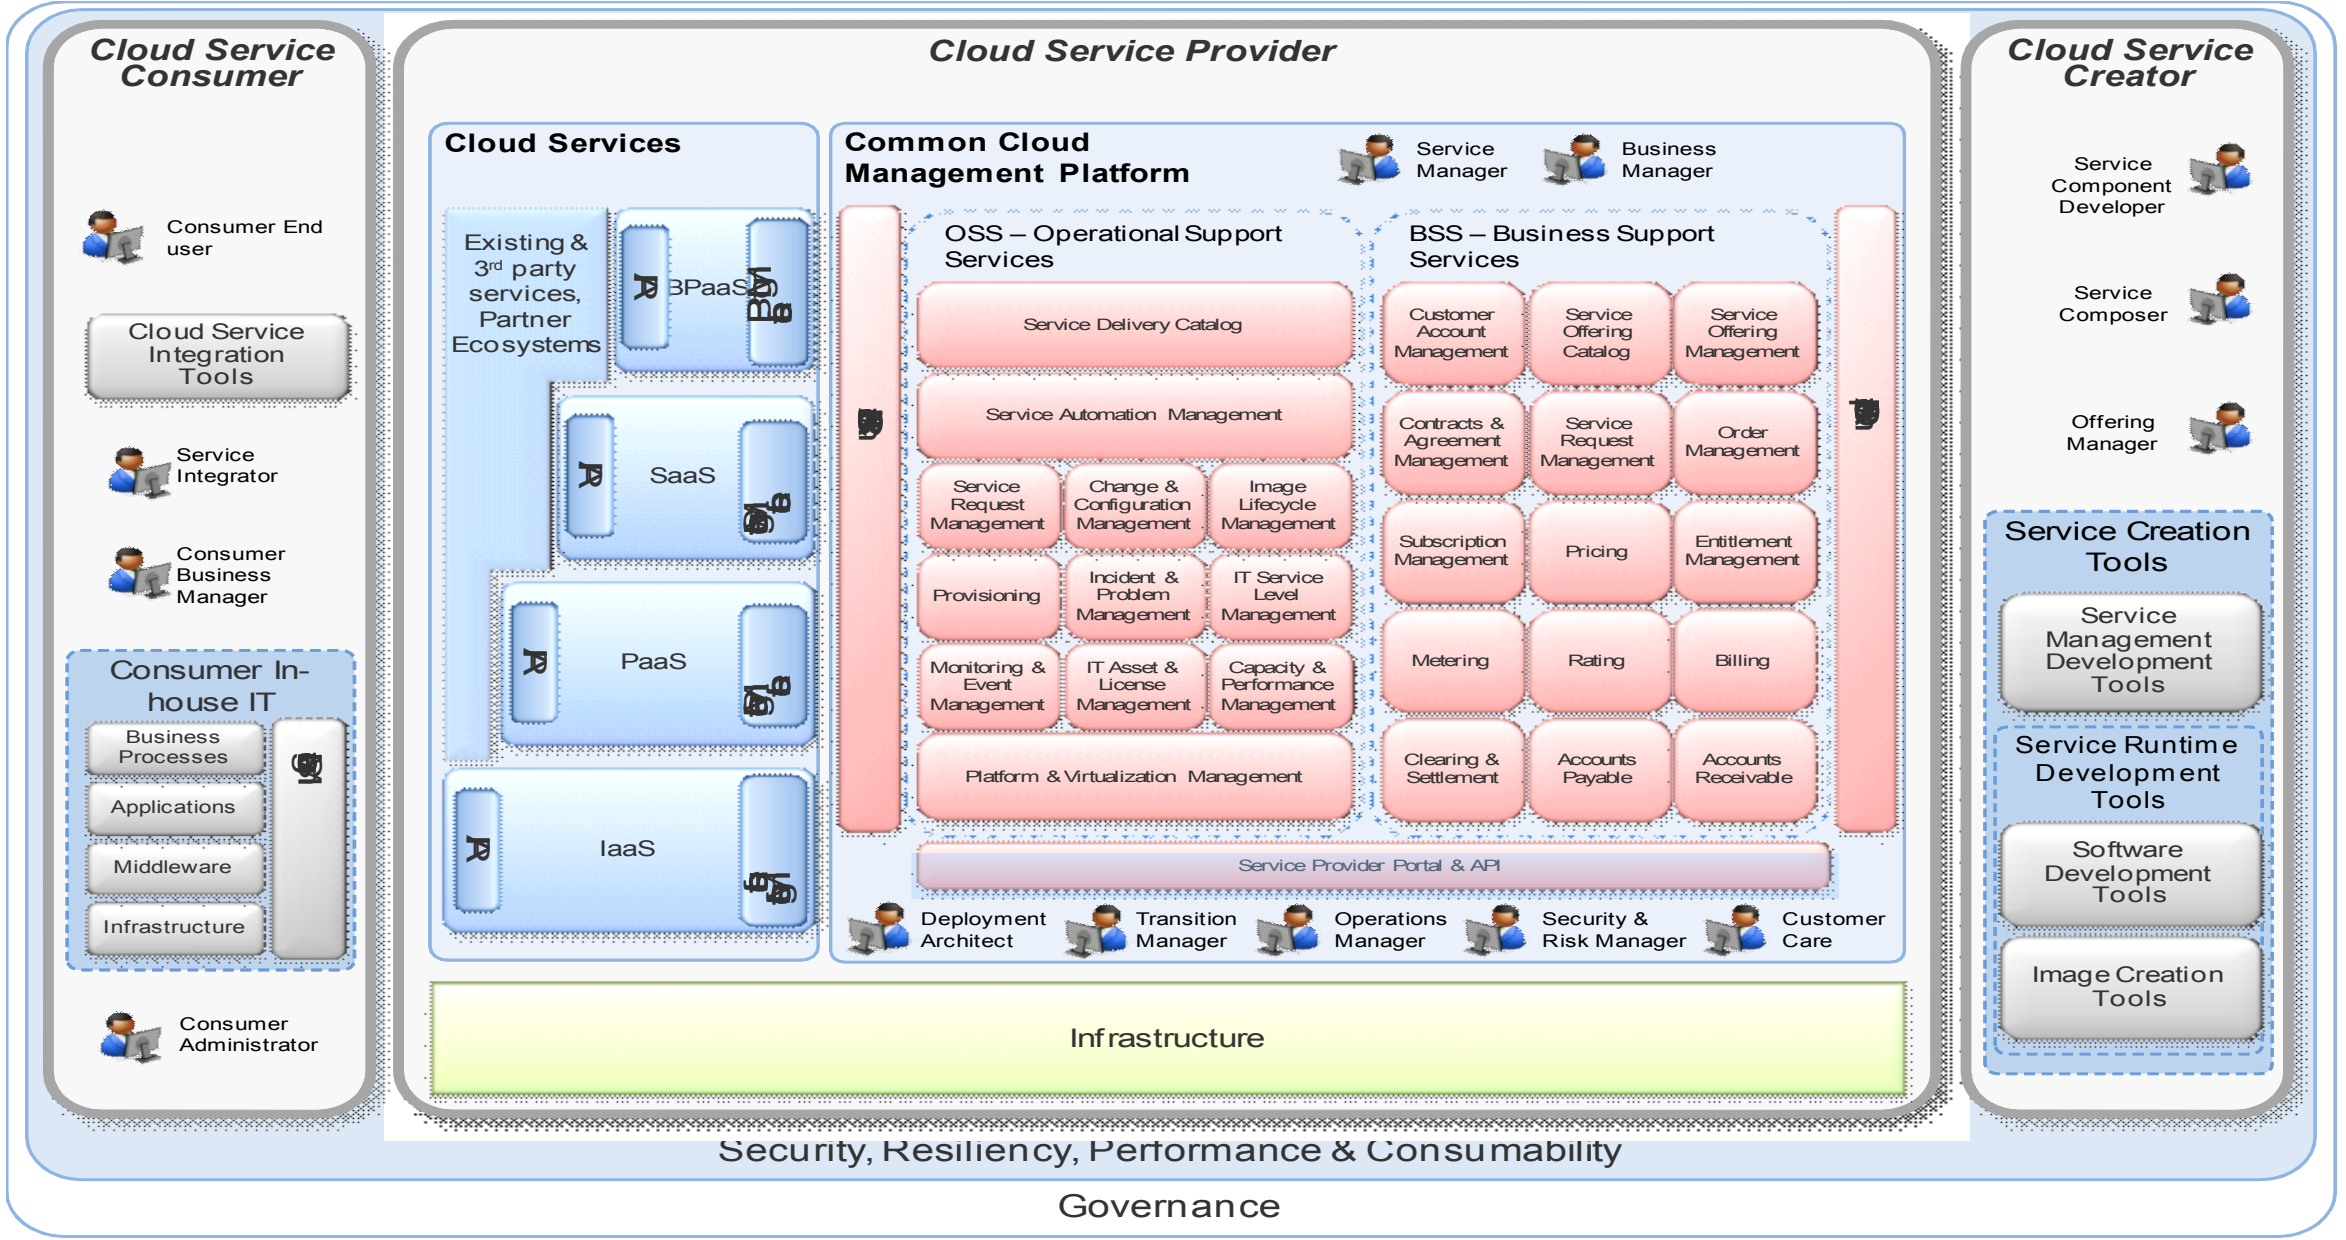 Cloud Service
Consumer
Consumer End
user
Cloud Service
Integration
Tools
Service
Integrator
Consumer
Business
Manager
Consumer In-
house IT
Business
Processes
Applications
Middleware
Infrastructure
Consumer
Administrator
Cloud Service Provider
Cloud Services
Existing &
3rd party
services,
Partner
Ecosystems
BPaaS
SaaS
PaaS
IaaS
Common Cloud
Management Platform
Service
Manager
Business
Manager
OSS – Operational Support
Services
Service Delivery Catalog
Service Automation Management
Service
Request
Management
Change &
Configuration
Management
Image
Lifecycle
Management
Provisioning
Incident &
Problem
Management
IT Service
Level
Management
Monitoring &
Event
Management
IT Asset &
License
Management
Capacity &
Performance
Management
Platform & Virtualization Management
BSS – Business Support
Services
Customer
Account
Management
Service
Offering
Catalog
Service
Offering
Management
Contracts &
Agreement
Management
Service
Request
Management
Order
Management
Subscription
Management
Pricing
Entitlement
Management
Metering
Rating
Billing
Clearing &
Settlement
Accounts
Payable
Accounts
Receivable
Service Provider Portal & API
Deployment
Architect
Transition
Manager
Operations
Manager
Security &
Risk Manager
Customer
Care
Infrastructure
Cloud Service
Creator
Service
Component
Developer
Service
Composer
Offering
Manager
Service Creation
Tools
Service
Management
Development
Tools
Service Runtime
Development
Tools
Software
Development
Tools
Image Creation
Tools
Security, Resiliency, Performance & Consumability
Governance